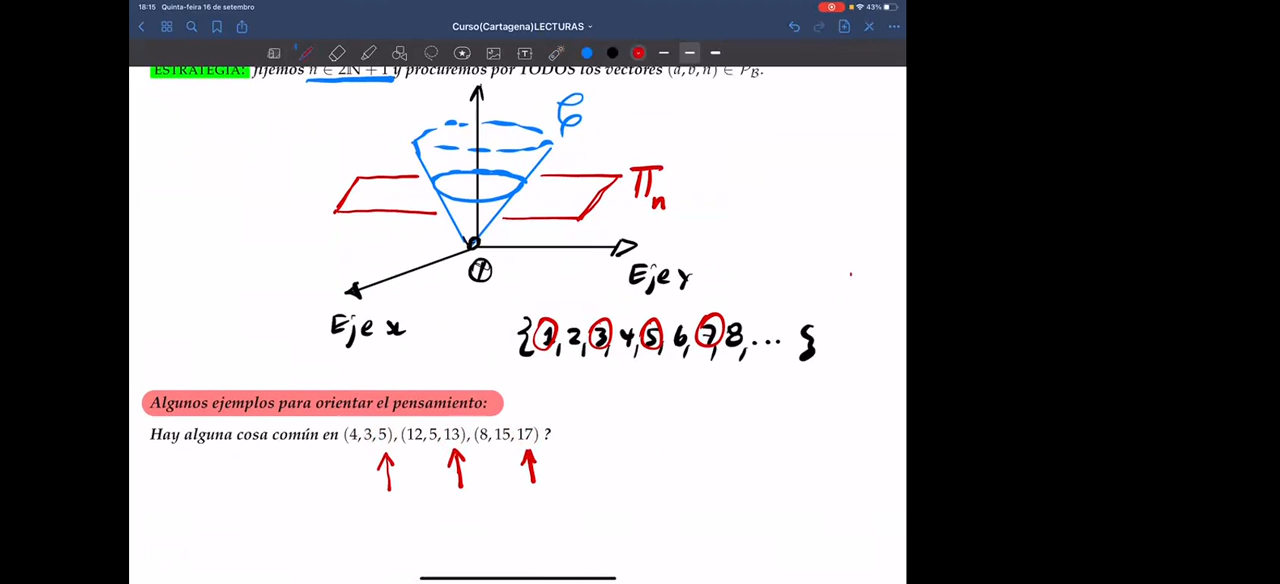 18:15 Quinta-feira 16 de setembro
43%
Curso(Cartagena)LECTURAS
ESTRATEGIA: fijemos n ∈ 2ℕ + 1 y procuremos por TODOS los vectores (a, b, n) ∈ P_B.
𝒞
Π_n
Eje y
Eje x
{1, 2, 3, 4, 5, 6, 7, 8, ... }
Algunos ejemplos para orientar el pensamiento:
Hay alguna cosa común en (4, 3, 5), (12, 5, 13), (8, 15, 17) ?